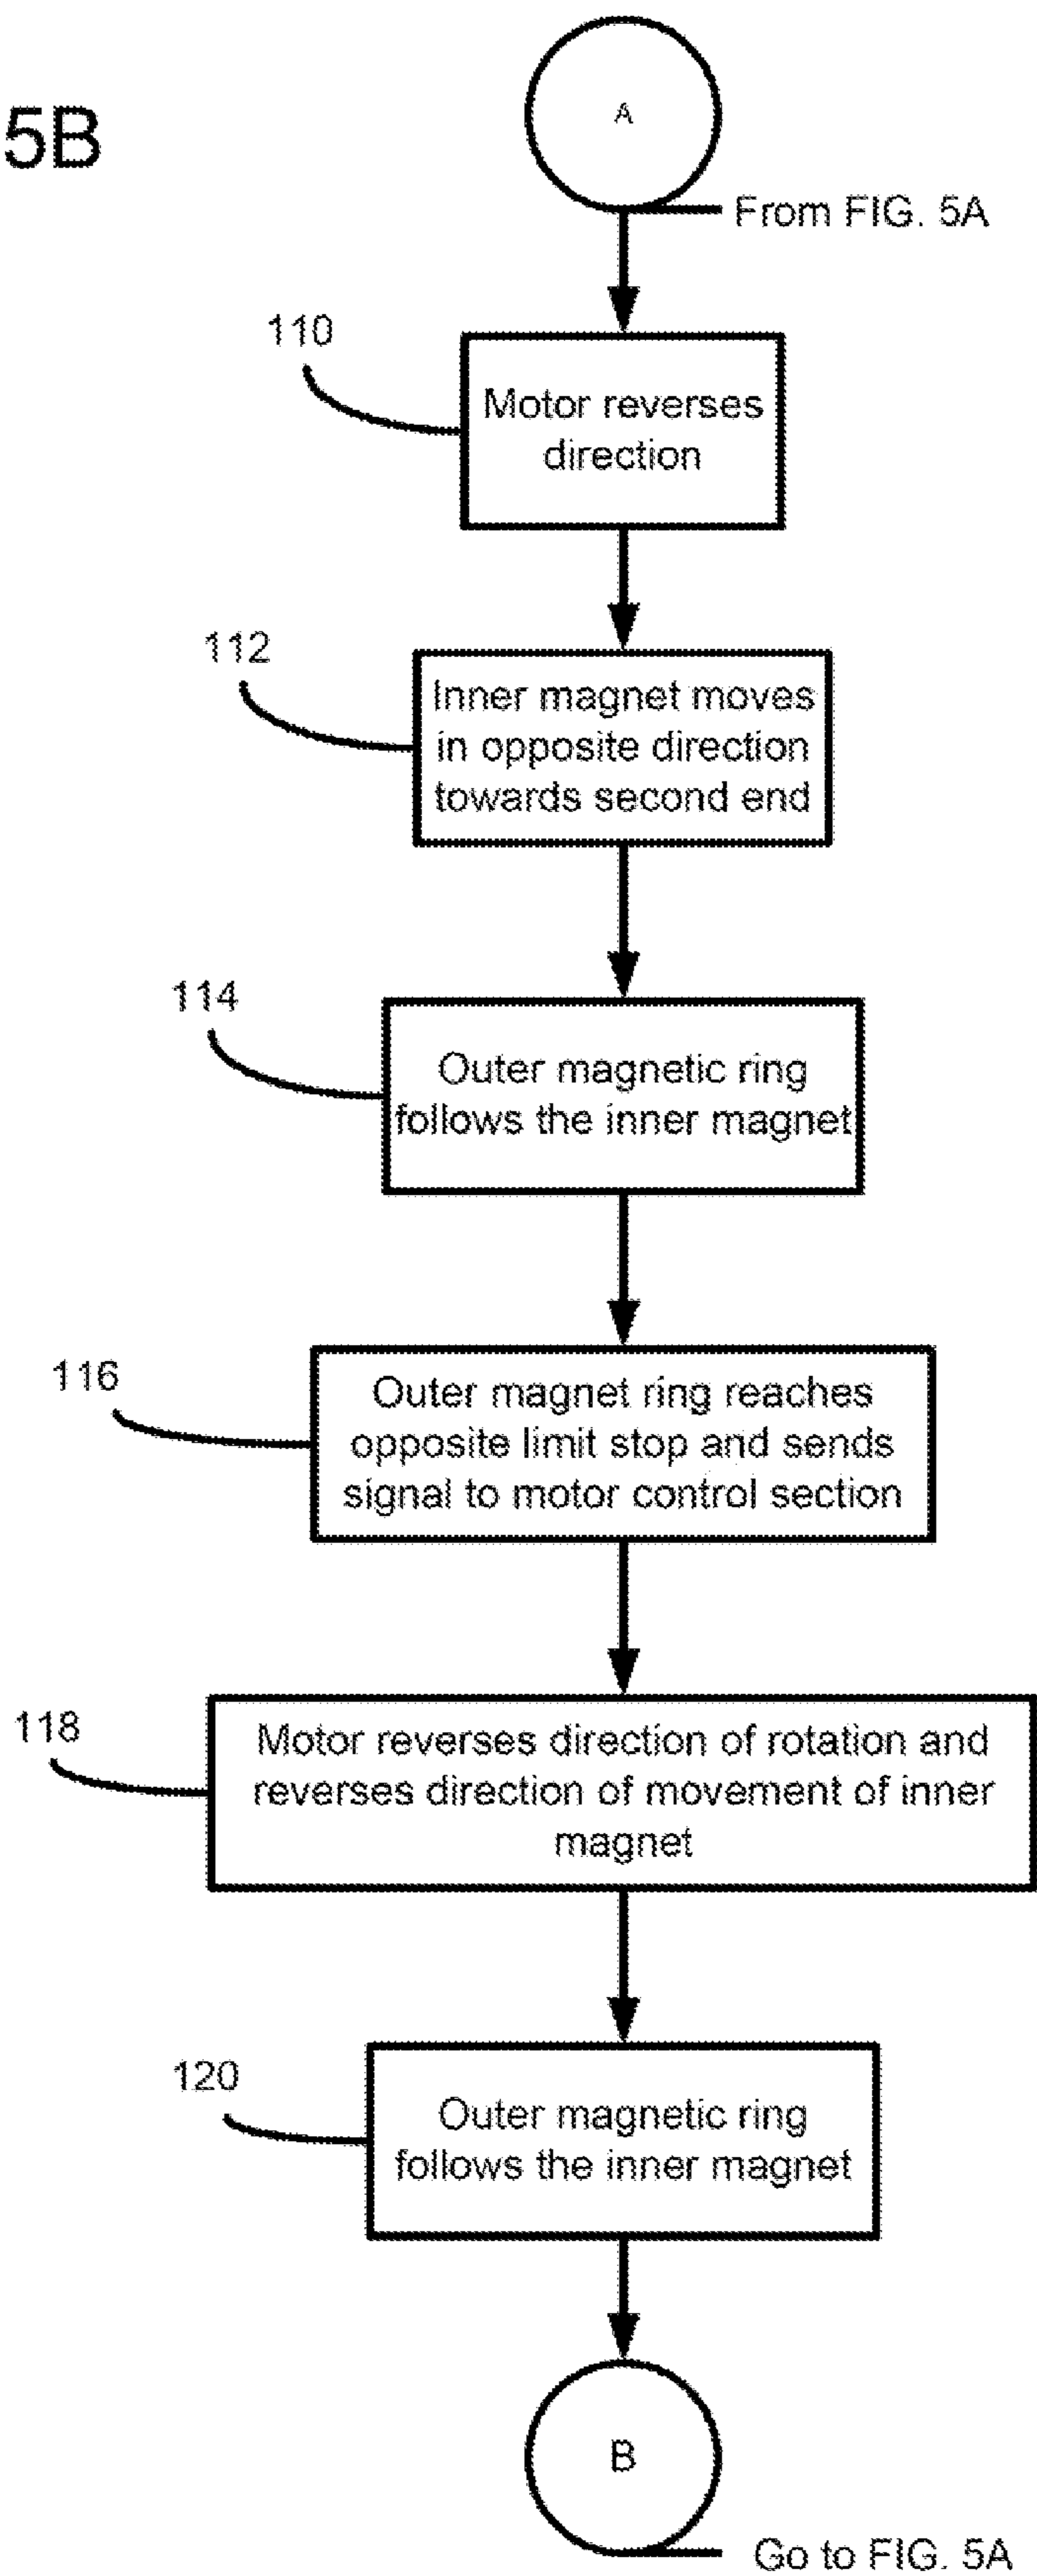 5B
A
From FIG. 5A
110
Motor reverses
direction
112
Inner magnet moves
in opposite direction
towards second end
114
Outer magnetic ring
follows the inner magnet
116
Outer magnet ring reaches
opposite limit stop and sends
signal to motor control section
118
Motor reverses direction of rotation and
reverses direction of movement of inner
magnet
120
Outer magnetic ring
follows the inner magnet
B
Go to FIG. 5A